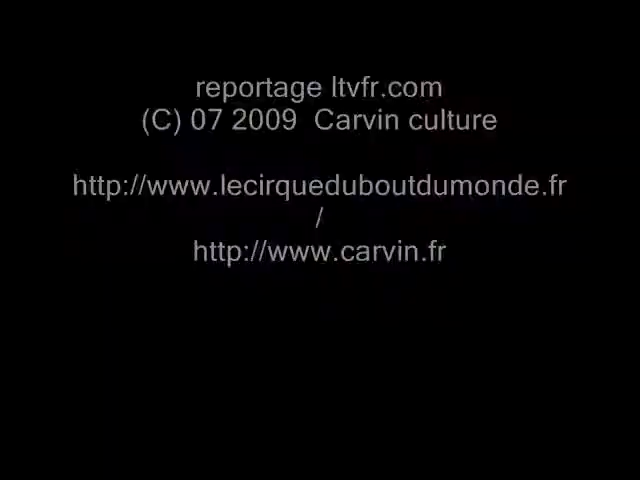 reportage ltvfr.com
(C) 07 2009  Carvin culture
http://www.lecirqueduboutdumonde.fr
/
http://www.carvin.fr